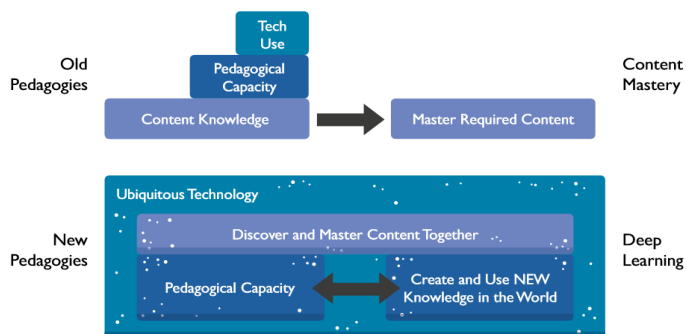 Tech
Use
Old
Pedagogies
Pedagogical
Capacity
Content
Mastery
Content Knowledge
Master Required Content
Ubiquitous Technology
Discover and Master Content Together
New
Pedagogies
Deep
Learning
Pedagogical Capacity
Create and Use NEW
Knowledge in the World